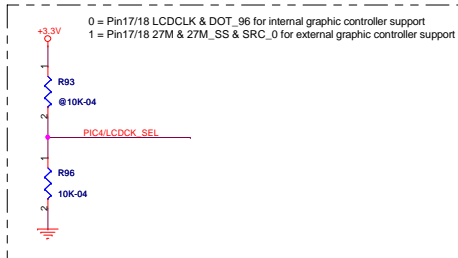 0 = Pin17/18 LCDCLK & DOT_96 for internal graphic controller support
1 = Pin17/18 27M & 27M_SS & SRC_0 for external graphic controller support
+3.3V
1
R93
@10K-04
2
PIC4/LCDCK_SEL
1
R96
10K-04
2